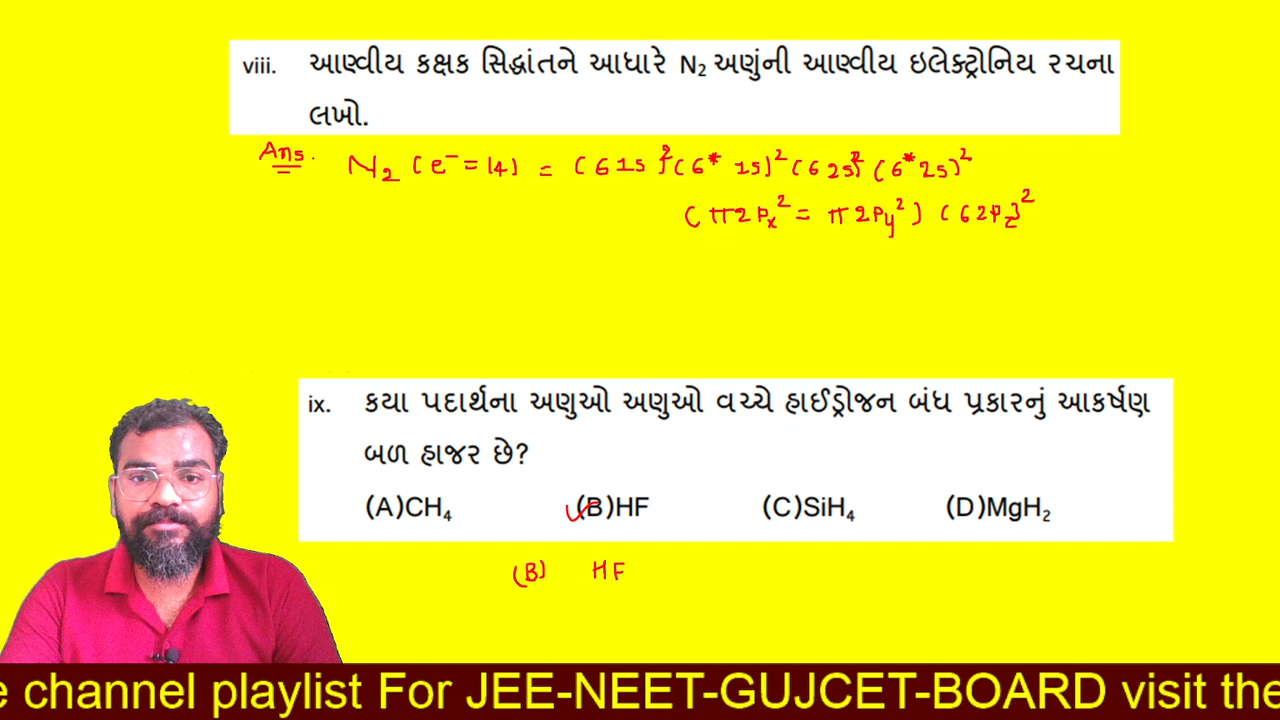 viii. આણ્વીય કક્ષક સિદ્ધાંતને આધારે N₂ અણુંની આણ્વીય ઇલેક્ટ્રોનિય રચના
લખો.
Ans. N₂ (e⁻ = 14) = (σ1s)² (σ* 1s)² (σ2s)² (σ*2s)²
(π2Pₓ² = π2Pᵧ²) (σ2P_z)²
ix. કયા પદાર્થના અણુઓ અણુઓ વચ્ચે હાઈડ્રોજન બંધ પ્રકારનું આકર્ષણ
બળ હાજર છે?
(A)CH₄ (B)HF (C)SiH₄ (D)MgH₂
(B) HF
e channel playlist For JEE-NEET-GUJCET-BOARD visit the